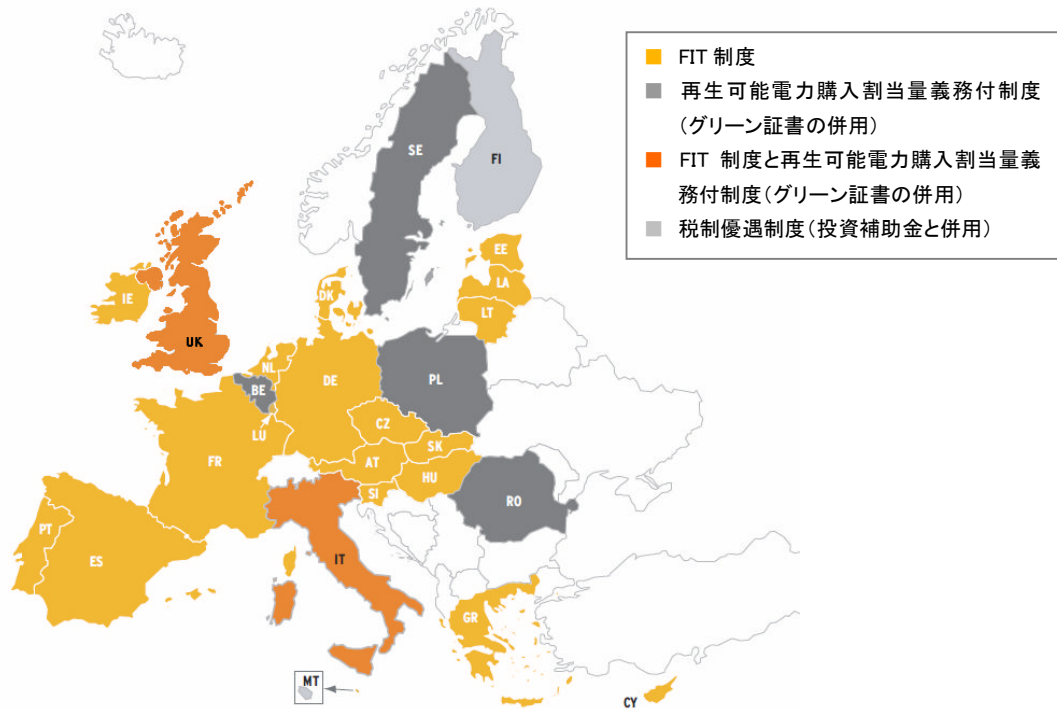 FIT 制度
再生可能電力購入割当量義務付制度
(グリーン証書の併用)
FIT 制度と再生可能電力購入割当量義
務付制度(グリーン証書の併用)
税制優遇制度(投資補助金と併用)
SE
FI
EE
LA
LT
DK
IE
UK
NL
BE
DE
PL
LU
CZ
SK
FR
AT
HU
SI
RO
PT
ES
IT
GR
MT
CY